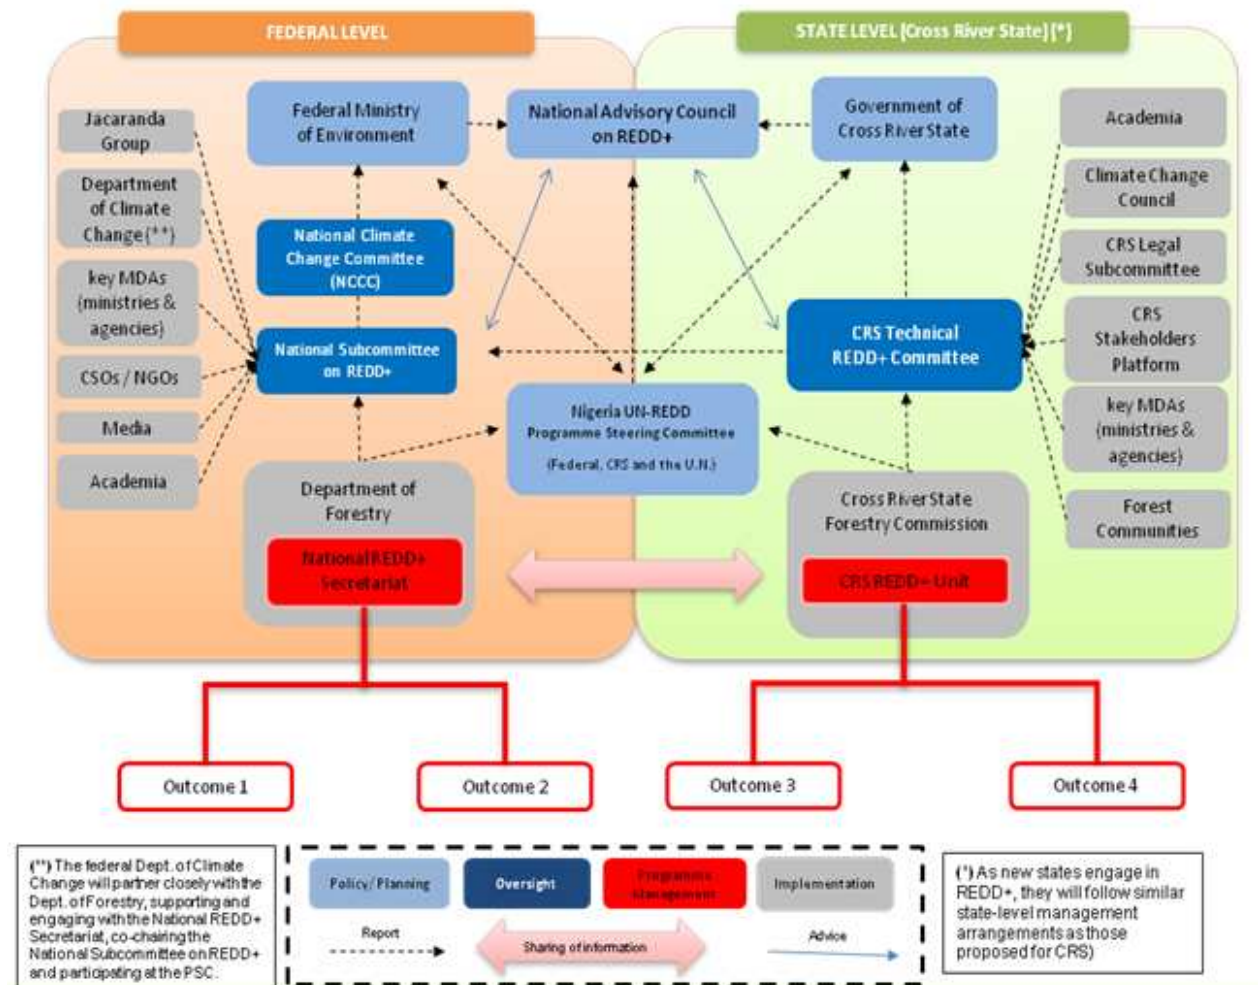 FEDERAL LEVEL
STATE LEVEL [Cross River State] [*]
Jacaranda
Group
Department
of Climate
Change (**)
key MDAs
(ministries &
agencies)
CSOs / NGOs
Media
Academia
Federal Ministry
of Environment
National Climate
Change Committee
(NCCC)
National Subcommittee
on REDD+
Department of
Forestry
National REDD+
Secretariat
National Advisory Council
on REDD+
Nigeria UN-REDD
Programme Steering Committee
(Federal, CRS and the U.N.)
Government of
Cross River State
CRS Technical
REDD+ Committee
Cross River State
Forestry Commission
CRS REDD+ Unit
Academia
Climate Change
Council
CRS Legal
Subcommittee
CRS
Stakeholders
Platform
key MDAs
(ministries &
agencies)
Forest
Communities
Outcome 1
Outcome 2
Outcome 3
Outcome 4
(**) The federal Dept. of Climate
Change will partner closely with the
Dept. of Forestry, supporting and
engaging with the National REDD+
Secretariat, co-chairing the
National Subcommittee on REDD+
and participating at the PSC.
Policy/Planning
Oversight
Programme
Management
Implementation
Report
Sharing of information
Advice
(*) As new states engage in
REDD+, they will follow similar
state-level management
arrangements as those
proposed for CRS)